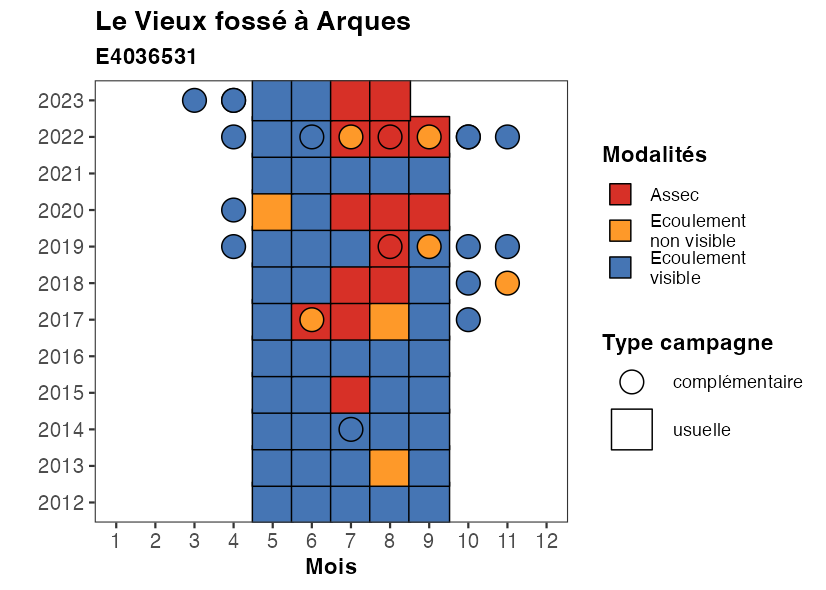 Le Vieux fossé à Arques
E4036531
2023
2022
2021
2020
2019
2018
2017
2016
2015
2014
2013
2012
1 2 3 4 5 6 7 8 9 10 11 12
Mois
Modalités
Assec
Ecoulement
non visible
Ecoulement
visible
Type campagne
complémentaire
usuelle